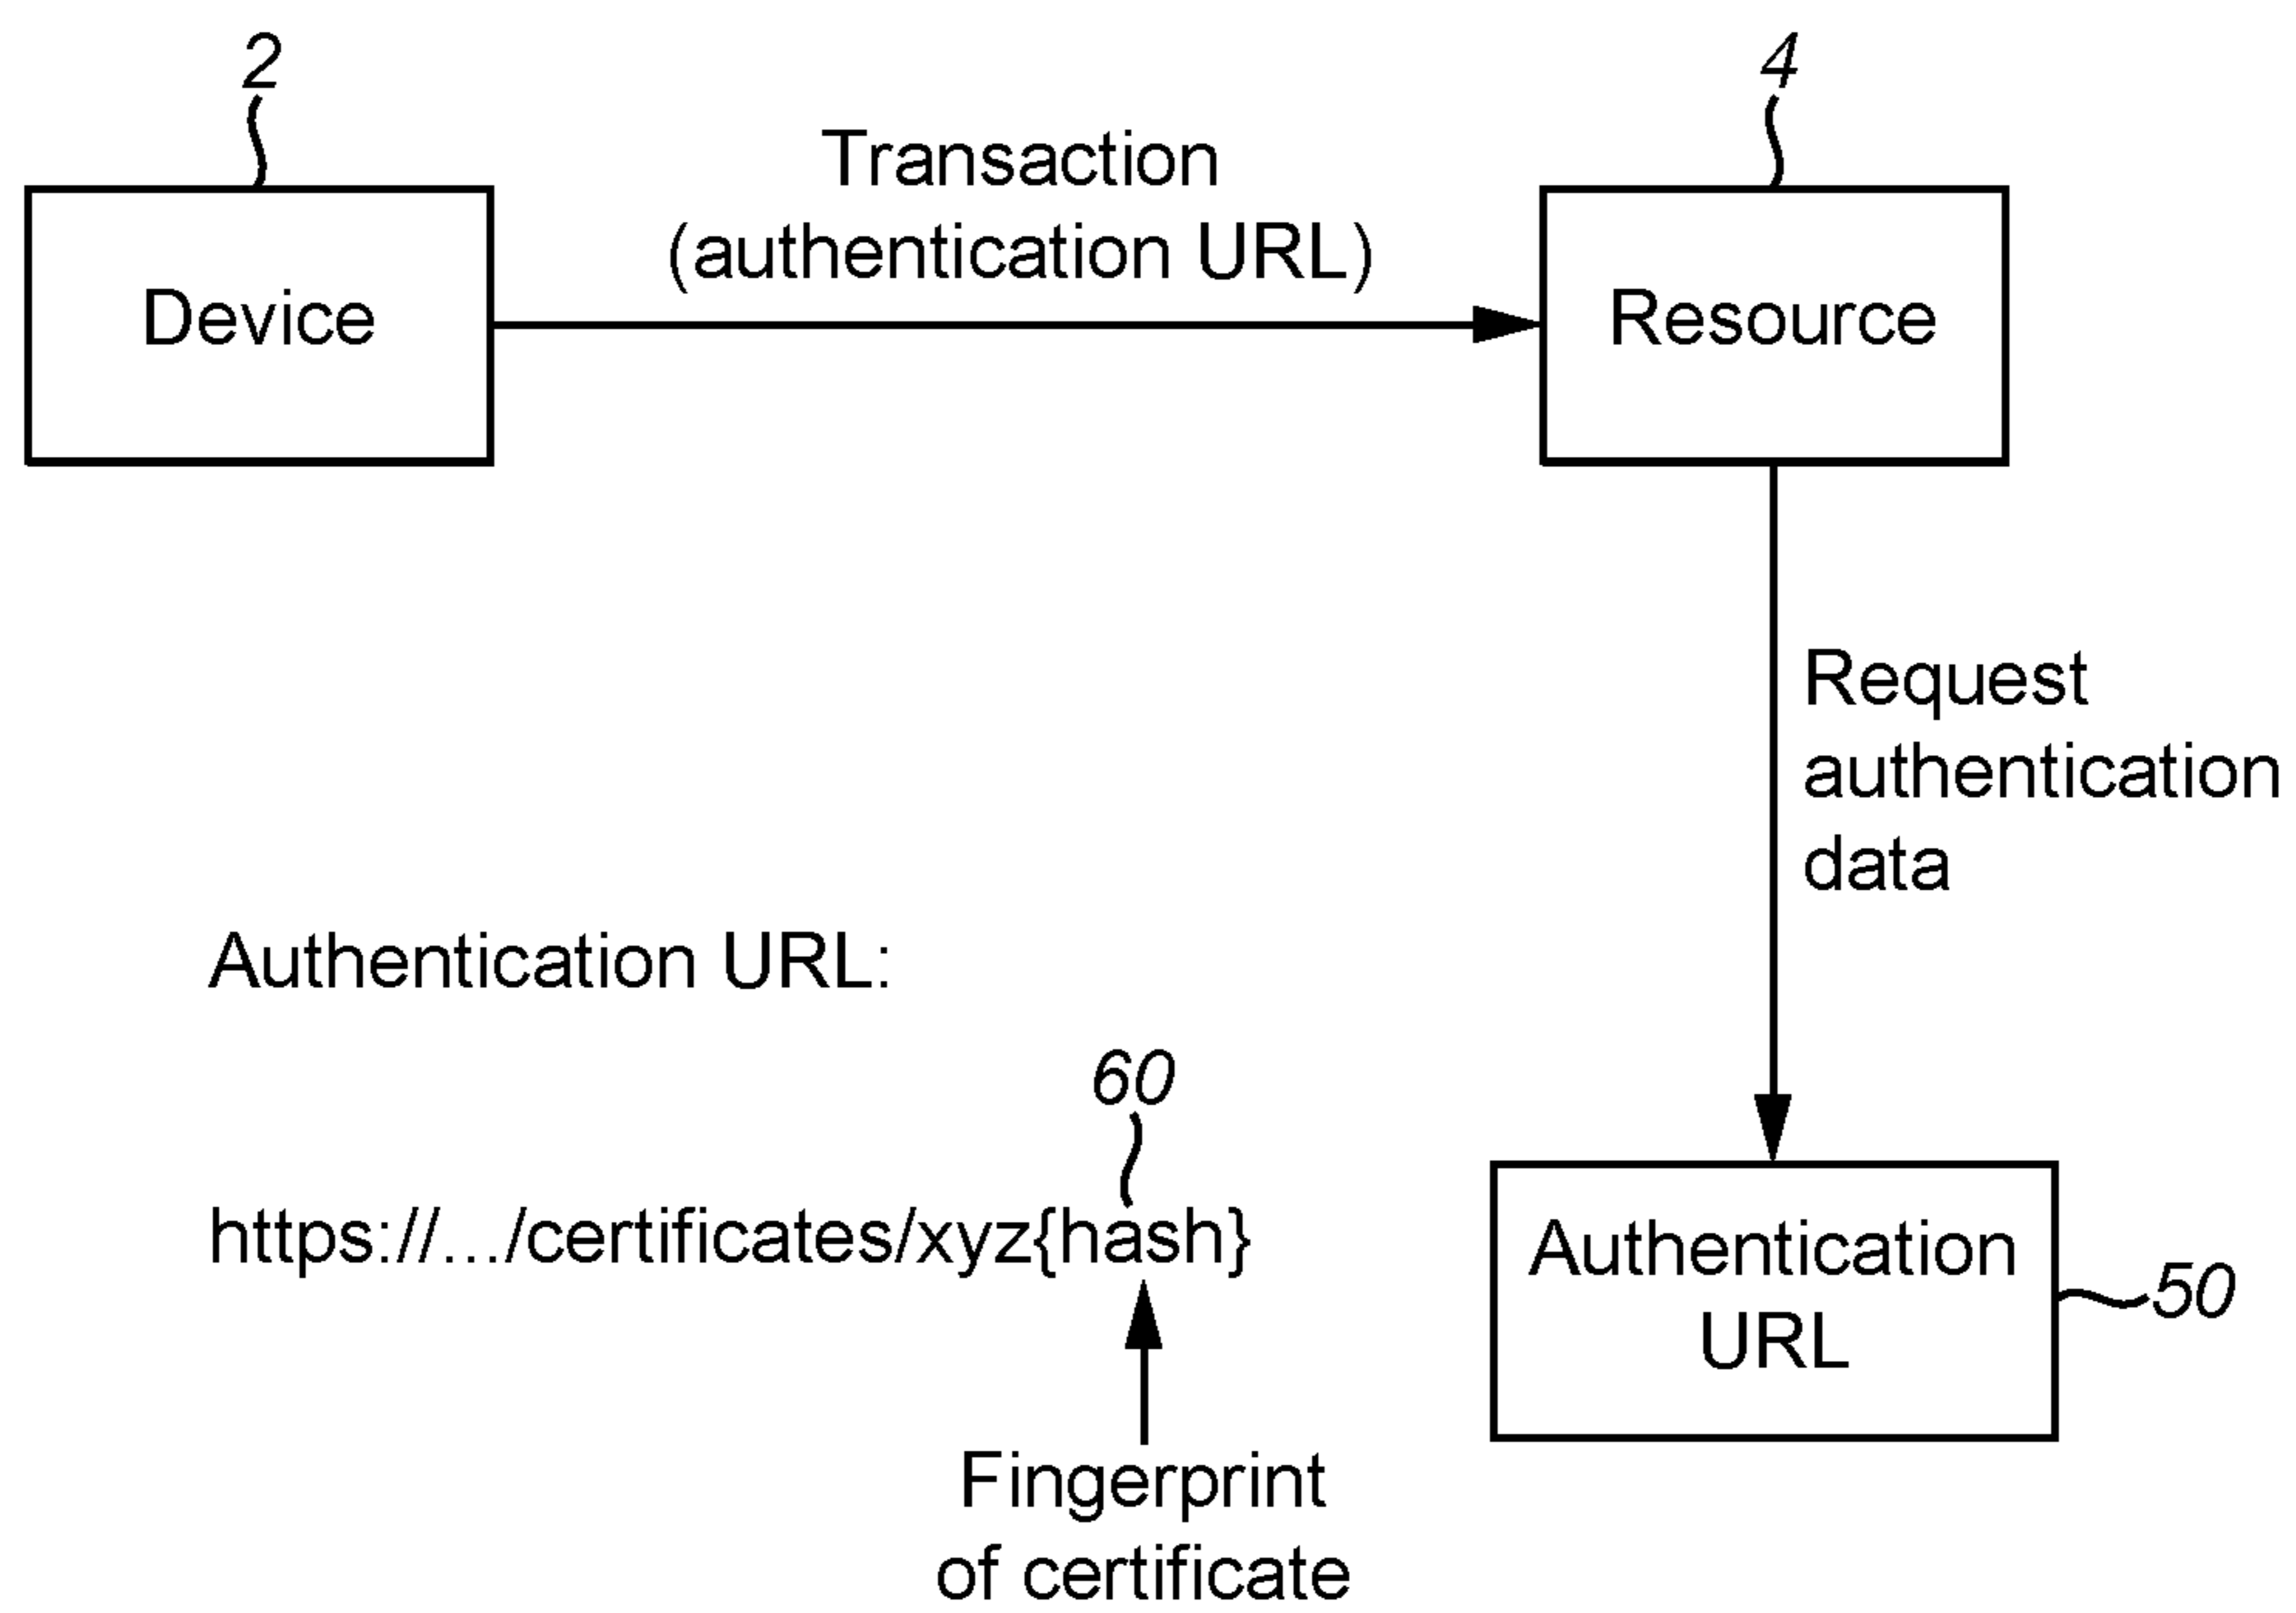 2
4
Transaction
(authentication URL)
Device
Resource
Request
authentication
data
Authentication URL:
60
https://.../certificates/xyz{hash}
Authentication
URL
50
Fingerprint
of certificate